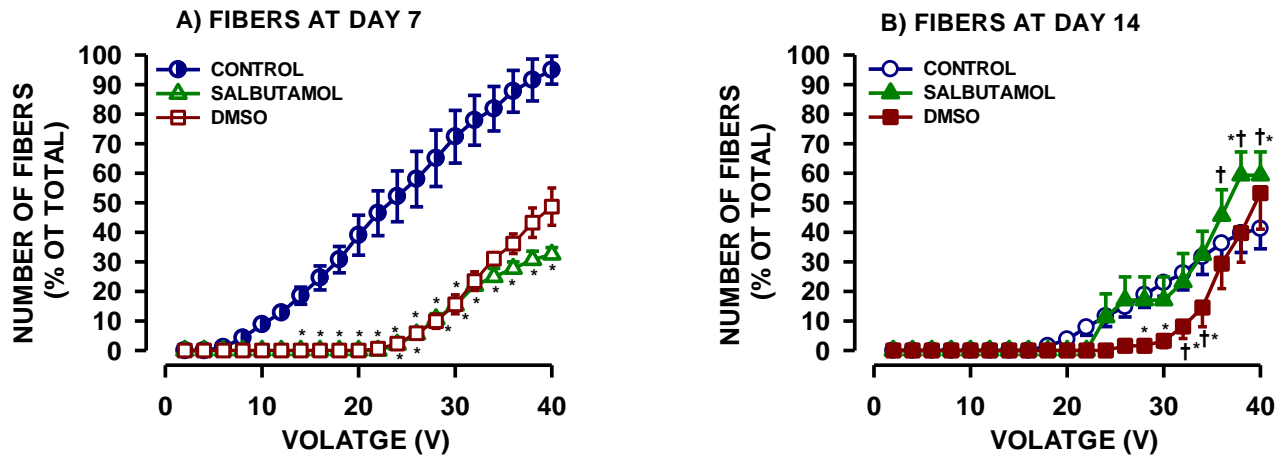 A) FIBERS AT DAY 7
NUMBER OF FIBERS
(% OT TOTAL)
100
90
80
70
60
50
40
30
20
10
0
CONTROL
SALBUTAMOL
DMSO
* * * * * * * * * * * * *
* * * * *
0 10 20 30 40
VOLATGE (V)
B) FIBERS AT DAY 14
NUMBER OF FIBERS
(% OT TOTAL)
100
90
80
70
60
50
40
30
20
10
0
CONTROL
SALBUTAMOL
DMSO
*† †*
†
* *
†* †*
0 10 20 30 40
VOLATGE (V)